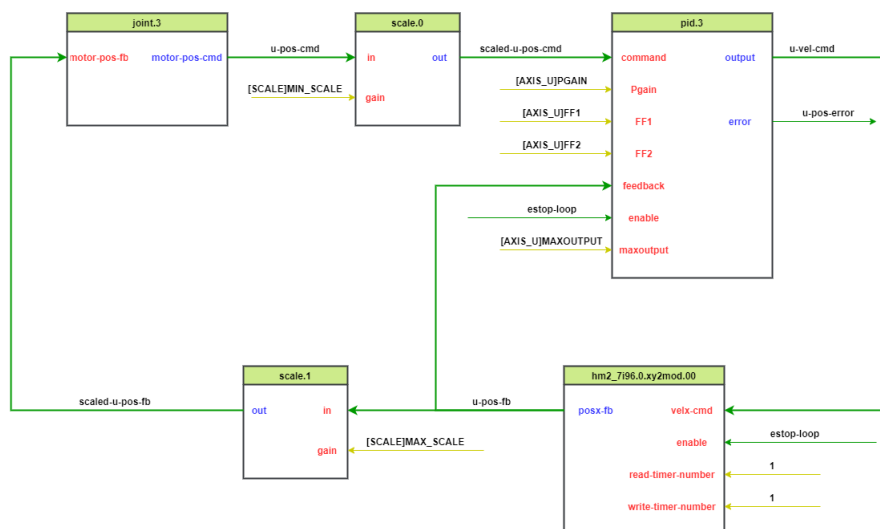 joint.3
scale.0
pid.3
motor-pos-fb
motor-pos-cmd
u-pos-cmd
in
out
scaled-u-pos-cmd
command
output
u-vel-cmd
[SCALE]MIN_SCALE
gain
[AXIS_U]PGAIN
Pgain
[AXIS_U]FF1
FF1
error
u-pos-error
[AXIS_U]FF2
FF2
feedback
estop-loop
enable
[AXIS_U]MAXOUTPUT
maxoutput
scale.1
hm2_7i96.0.xy2mod.00
scaled-u-pos-fb
out
in
u-pos-fb
posx-fb
velx-cmd
[SCALE]MAX_SCALE
gain
enable
estop-loop
read-timer-number
1
write-timer-number
1